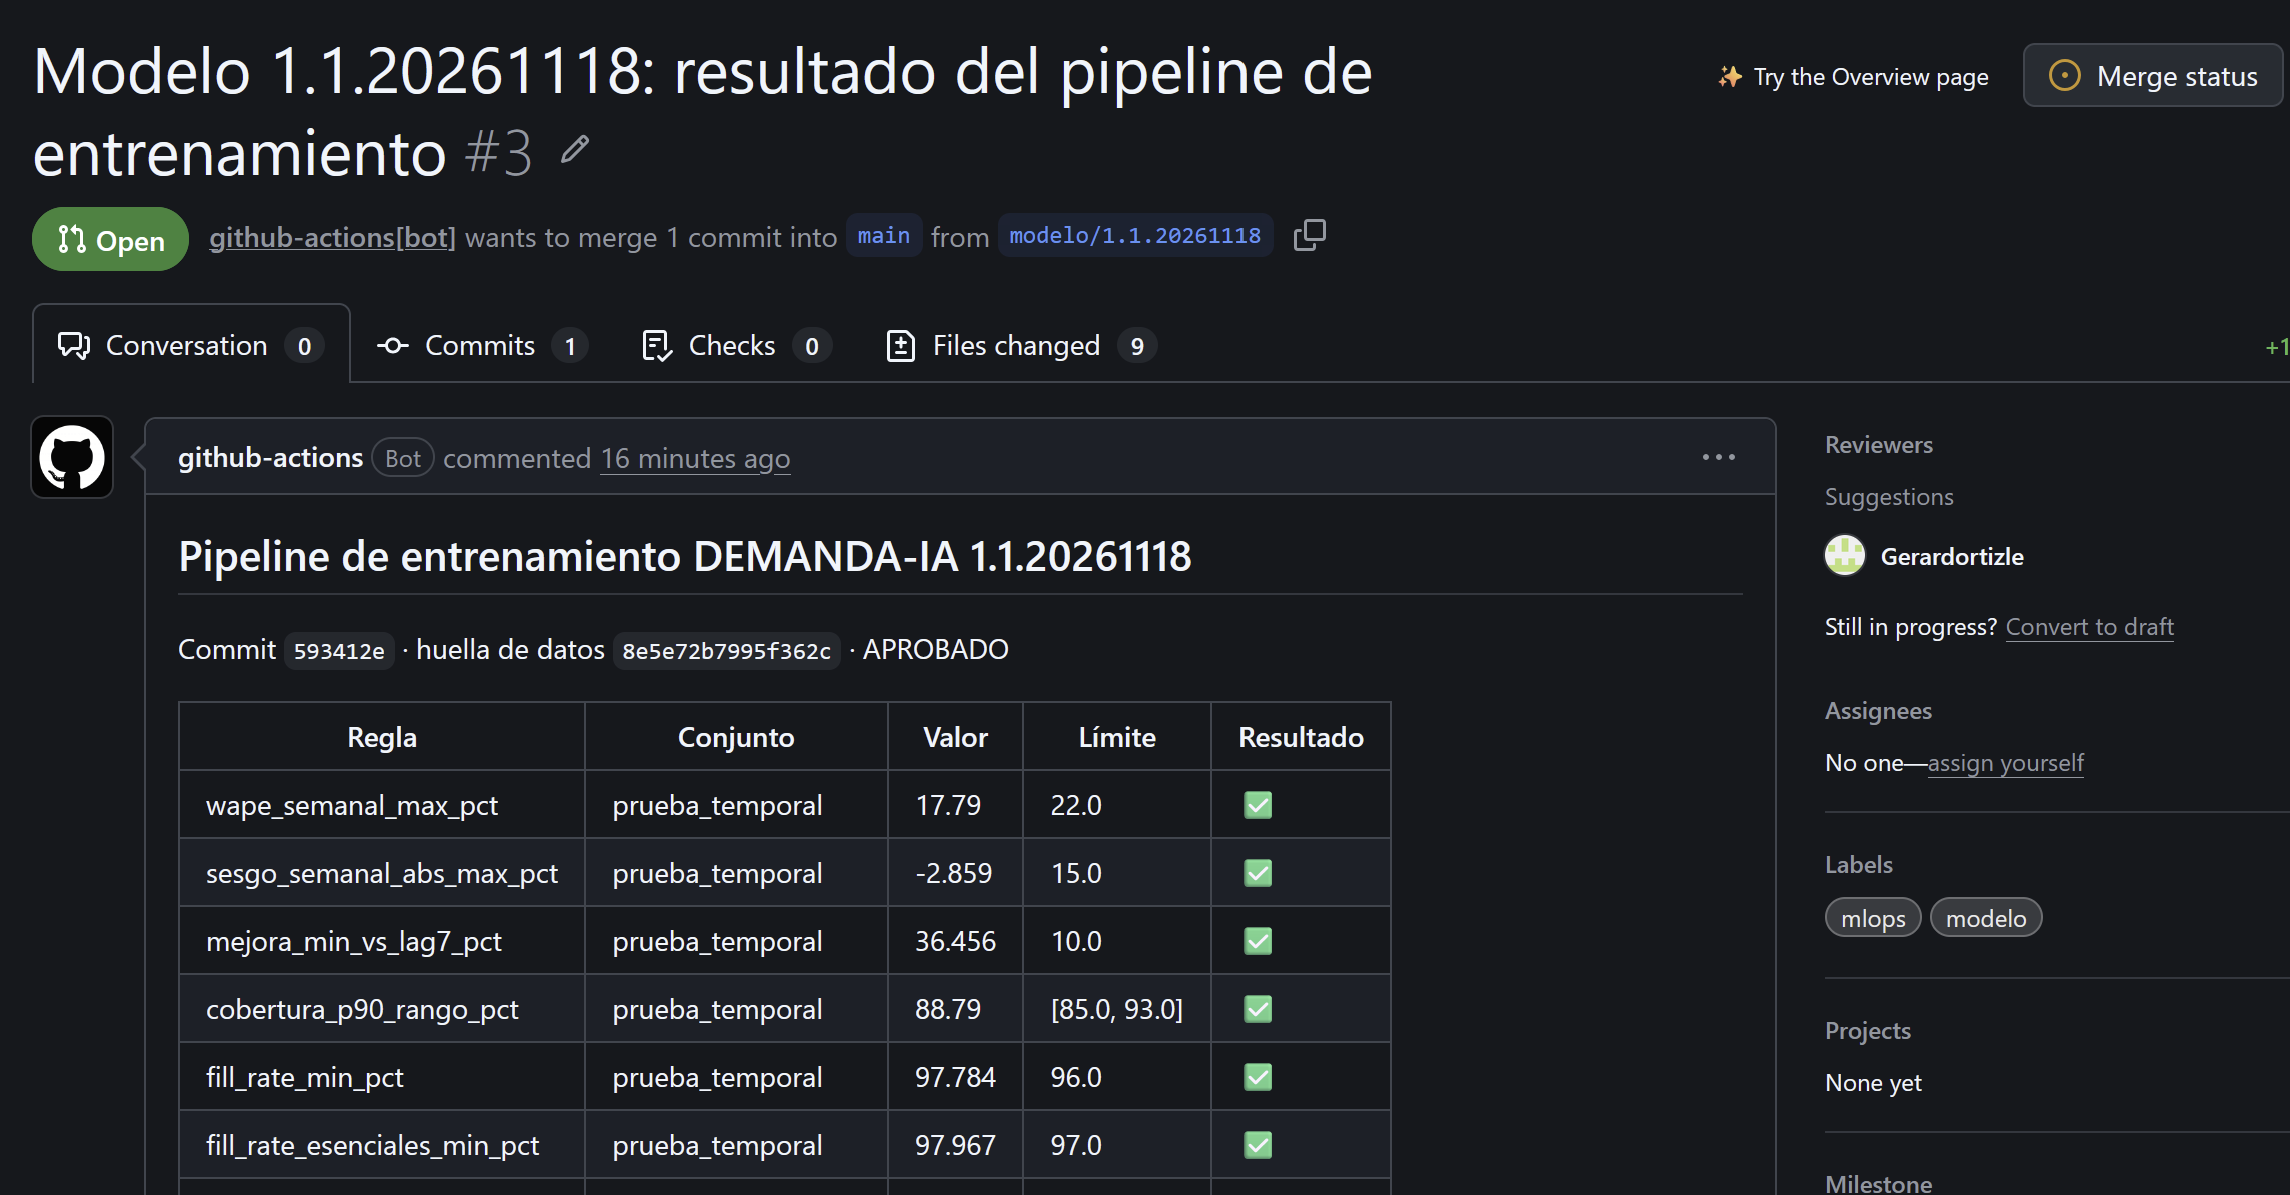 Modelo 1.1.20261118: resultado del pipeline de
entrenamiento #3
Try the Overview page
Merge status
Open
github-actions[bot] wants to merge 1 commit into main from modelo/1.1.20261118
Conversation 0
Commits 1
Checks 0
Files changed 9
+1
github-actions Bot commented 16 minutes ago
Pipeline de entrenamiento DEMANDA-IA 1.1.20261118
Commit 593412e · huella de datos 8e5e72b7995f362c · APROBADO
Regla Conjunto Valor Límite Resultado
wape_semanal_max_pct prueba_temporal 17.79 22.0
sesgo_semanal_abs_max_pct prueba_temporal -2.859 15.0
mejora_min_vs_lag7_pct prueba_temporal 36.456 10.0
cobertura_p90_rango_pct prueba_temporal 88.79 [85.0, 93.0]
fill_rate_min_pct prueba_temporal 97.784 96.0
fill_rate_esenciales_min_pct prueba_temporal 97.967 97.0
Reviewers
Suggestions
Gerardortizle
Still in progress? Convert to draft
Assignees
No one—assign yourself
Labels
mlops modelo
Projects
None yet
Milestone